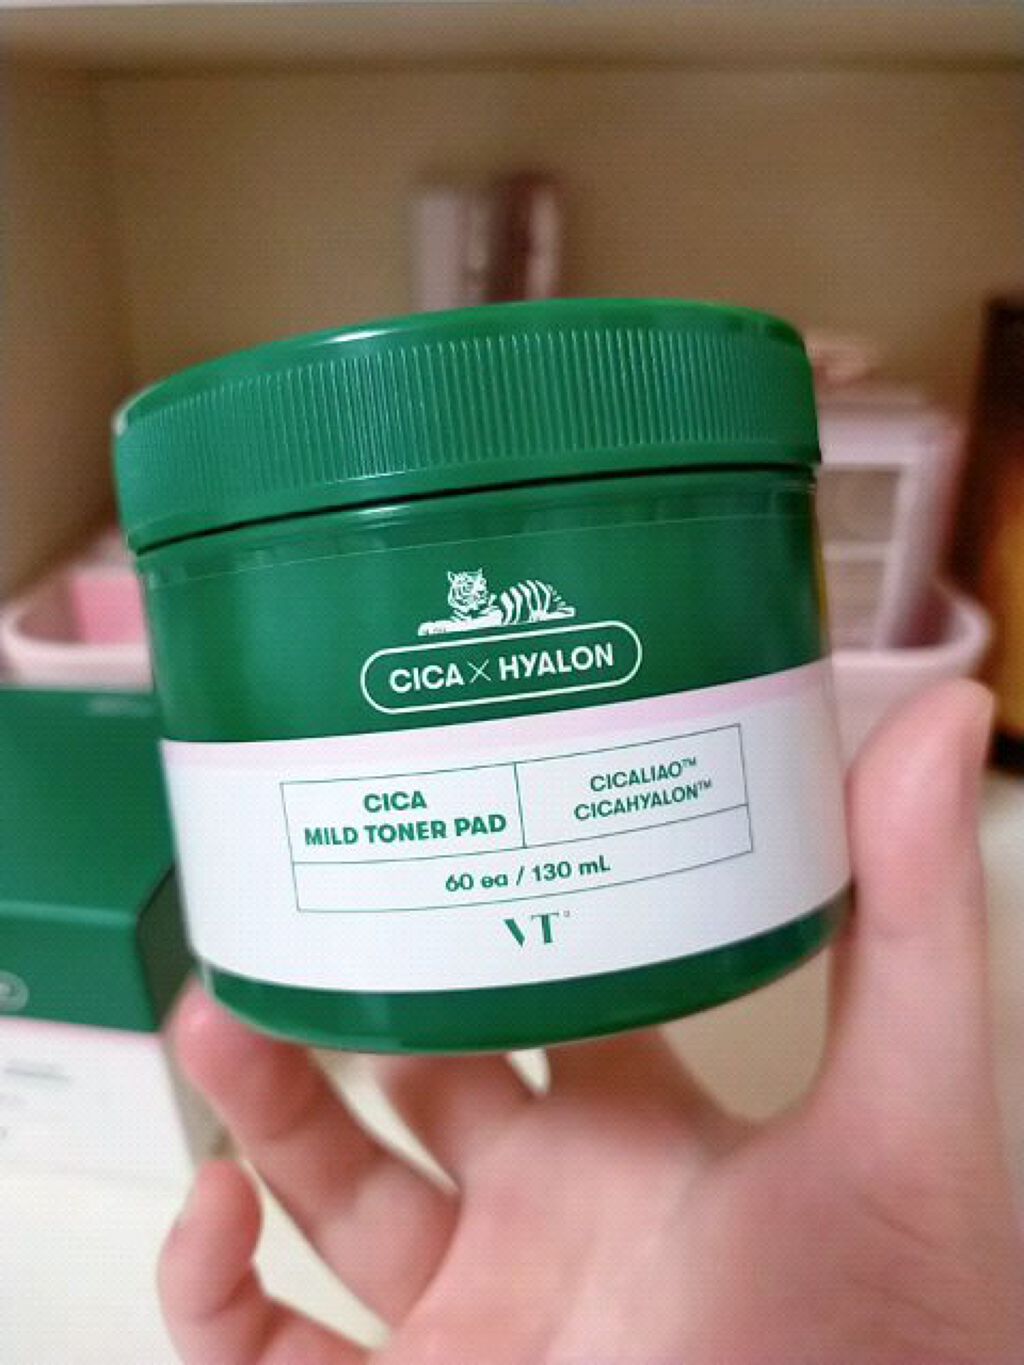 CICA × HYALON
CICA
MILD TONER PAD
CICALIAO™
CICAHYALON™
60 ea / 130 mL
VT